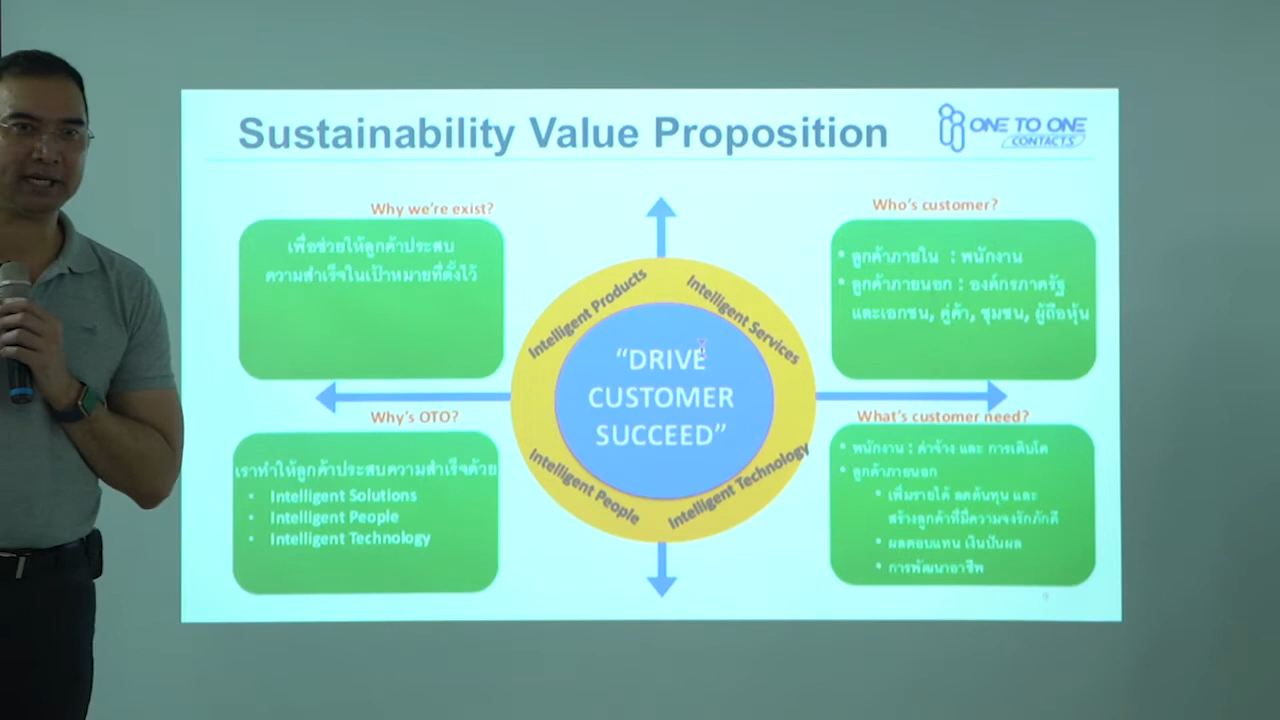 Sustainability Value Proposition
ONE TO ONE
CONTACTS
Why we're exist?
เพื่อช่วยให้ลูกค้าประสบ
ความสำเร็จในเป้าหมายที่ตั้งไว้
Who's customer?
• ลูกค้าภายใน : พนักงาน
• ลูกค้าภายนอก : องค์กรภาครัฐ
และเอกชน, คู่ค้า, ชุมชน, ผู้ถือหุ้น
Intelligent Products
Intelligent Services
"DRIVE
CUSTOMER
SUCCEED"
Intelligent People
Intelligent Technology
Why's OTO?
เราทำให้ลูกค้าประสบความสำเร็จด้วย
• Intelligent Solutions
• Intelligent People
• Intelligent Technology
What's customer need?
• พนักงาน : ค่าจ้าง และ การเติบโต
• ลูกค้าภายนอก
• เพิ่มรายได้ ลดต้นทุน และ
สร้างลูกค้าที่มีความจงรักภักดี
• ผลตอบแทน เงินปันผล
• การพัฒนาอาชีพ
9